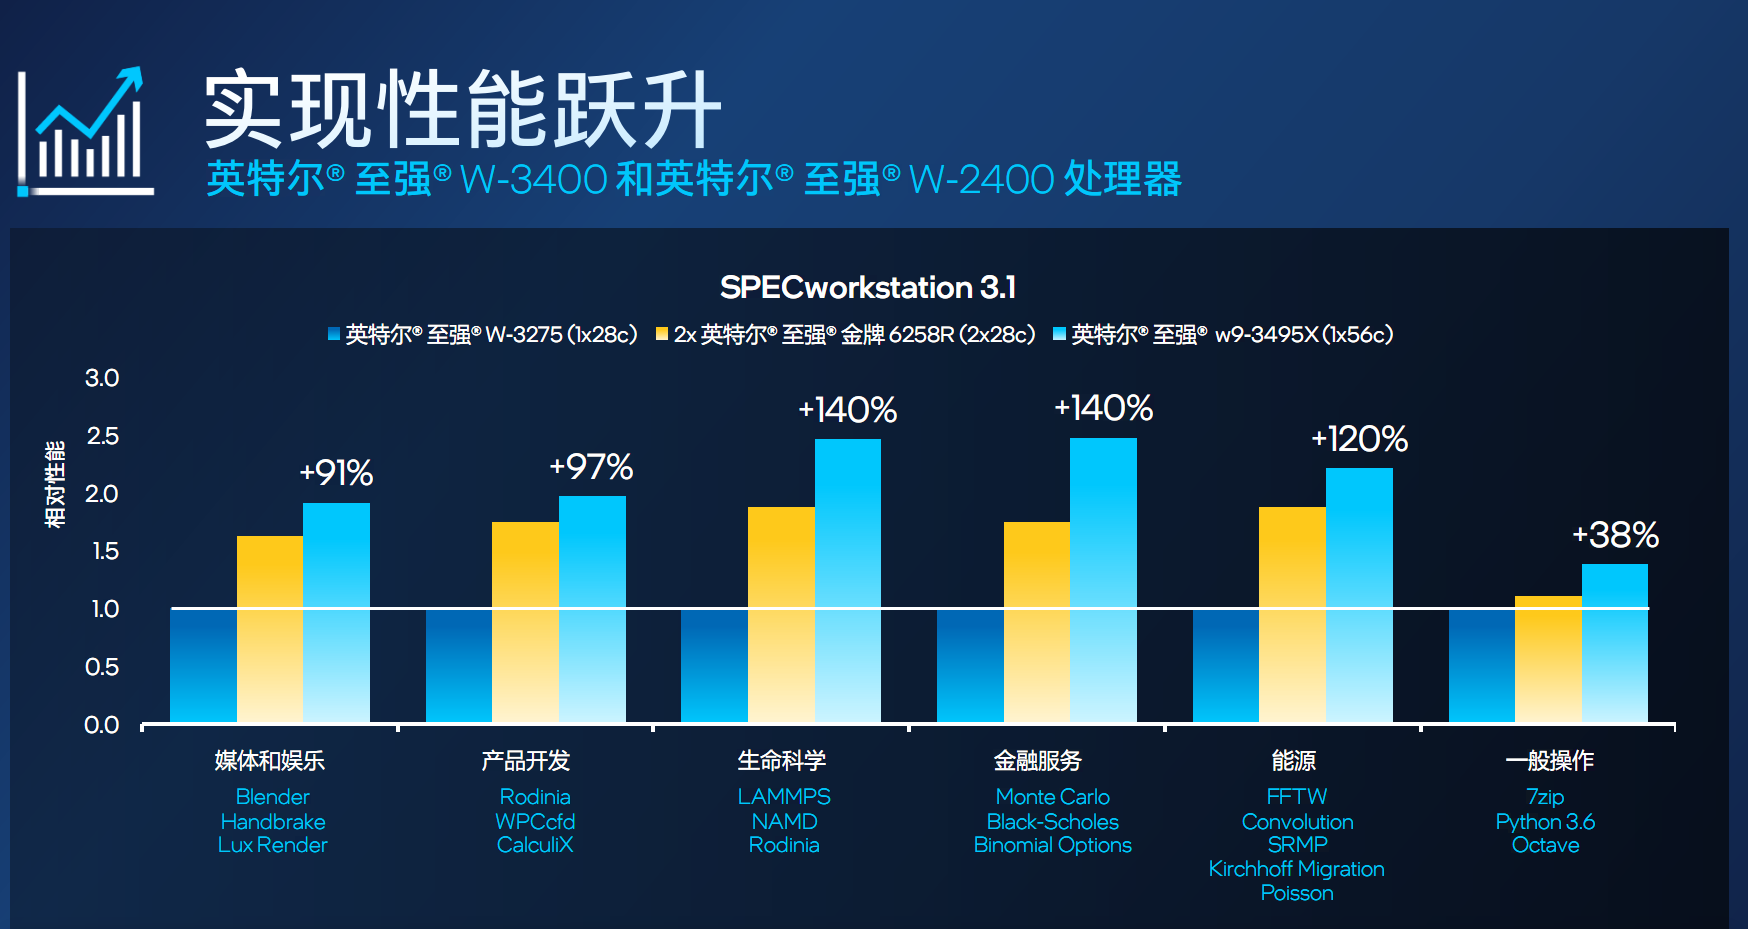 实现性能跃升
英特尔® 至强® W-3400 和英特尔® 至强® W-2400 处理器
SPECworkstation 3.1
英特尔® 至强® W-3275 (1x28c) 2x 英特尔® 至强® 金牌 6258R (2x28c) 英特尔® 至强® w9-3495X (1x56c)
相对性能
3.0
2.5
2.0
1.5
1.0
0.5
0.0
+91%
+97%
+140%
+140%
+120%
+38%
媒体和娱乐
Blender
Handbrake
Lux Render
产品开发
Rodinia
WPCcfd
CalculiX
生命科学
LAMMPS
NAMD
Rodinia
金融服务
Monte Carlo
Black-Scholes
Binomial Options
能源
FFTW
Convolution
SRMP
Kirchhoff Migration
Poisson
一般操作
7zip
Python 3.6
Octave